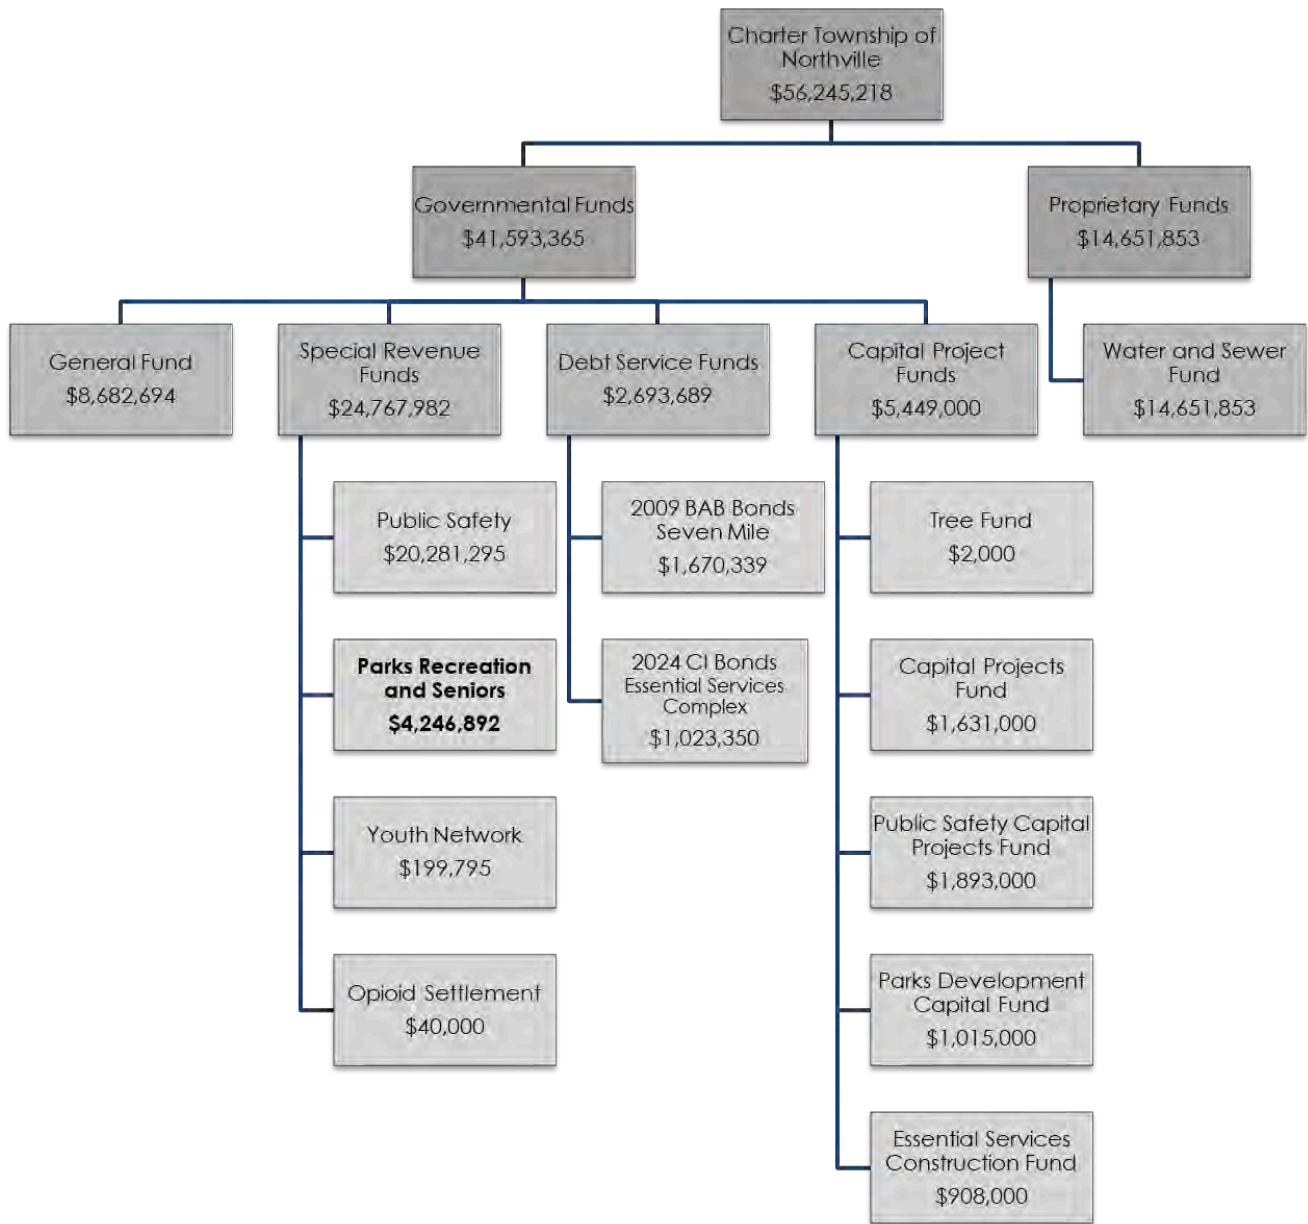 Charter Township of
Northville
$56,245,218
Governmental Funds
$41,593,365
Proprietary Funds
$14,651,853
General Fund
$8,682,694
Special Revenue
Funds
$24,767,982
Debt Service Funds
$2,693,689
Capital Project
Funds
$5,449,000
Water and Sewer
Fund
$14,651,853
Public Safety
$20,281,295
Parks Recreation
and Seniors
$4,246,892
Youth Network
$199,795
Opioid Settlement
$40,000
2009 BAB Bonds
Seven Mile
$1,670,339
2024 CI Bonds
Essential Services
Complex
$1,023,350
Tree Fund
$2,000
Capital Projects
Fund
$1,631,000
Public Safety Capital
Projects Fund
$1,893,000
Parks Development
Capital Fund
$1,015,000
Essential Services
Construction Fund
$908,000